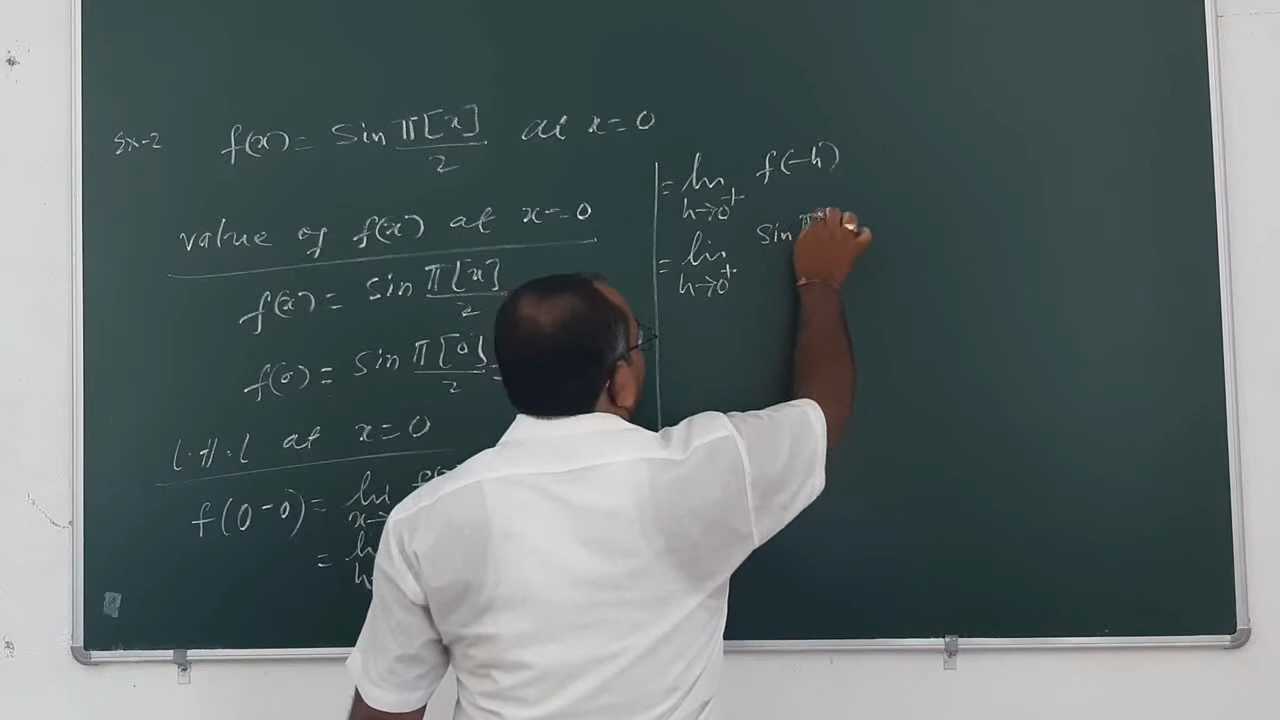 Ex-2 f(x) = Sin π[x]/2 at x=0
value of f(x) at x=0
f(x) = Sin π[x]/2
f(0) = Sin π[0]/2 =
L.H.L at x=0
f(0-0) = lim x→
= lim h→
= lim h→0+ f(-h)
= lim h→0+ Sin π